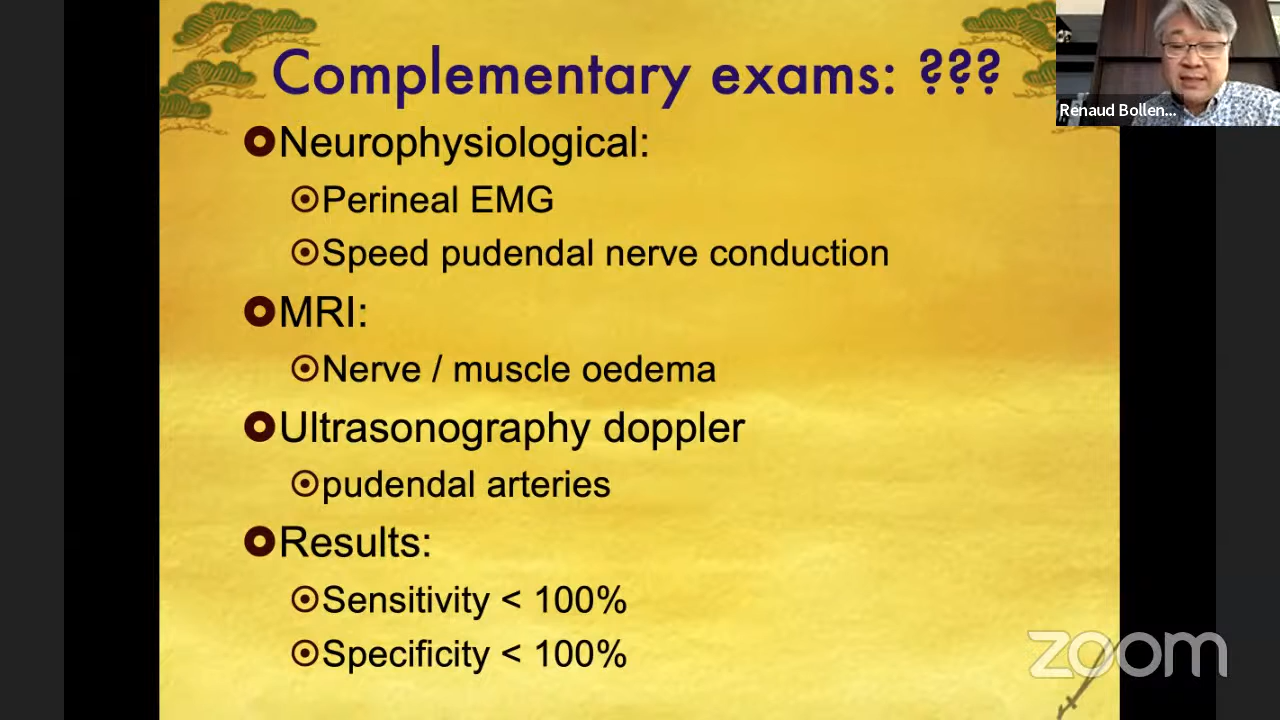 Complementary exams: ???
Neurophysiological:
Perineal EMG
Speed pudendal nerve conduction
MRI:
Nerve / muscle oedema
Ultrasonography doppler
pudendal arteries
Results:
Sensitivity < 100%
Specificity < 100%
Renaud Bollen...
zoom